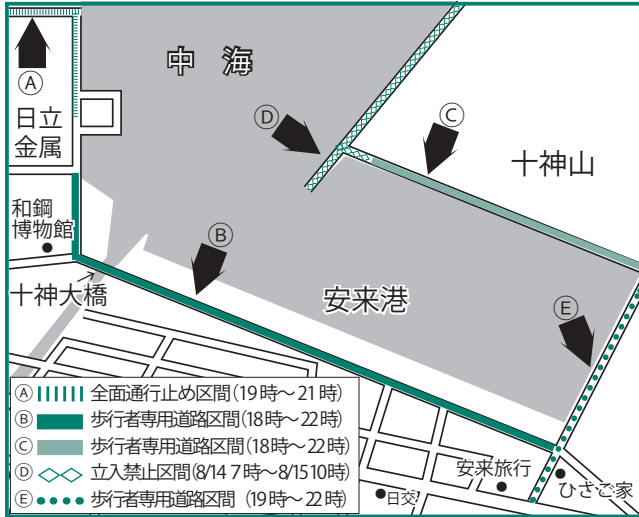 中海
Ⓐ
日立
金属
Ⓓ
Ⓒ
十神山
和鋼
博物館
Ⓑ
十神大橋
安来港
Ⓔ
Ⓐ 全面通行止め区間(19時～21時)
Ⓑ 歩行者専用道路区間(18時～22時)
Ⓒ 歩行者専用道路区間(18時～22時)
Ⓓ 立入禁止区間(8/14 7時～8/15 10時)
Ⓔ 歩行者専用道路区間 (19時～22時)
安来旅行
日交
ひさご家